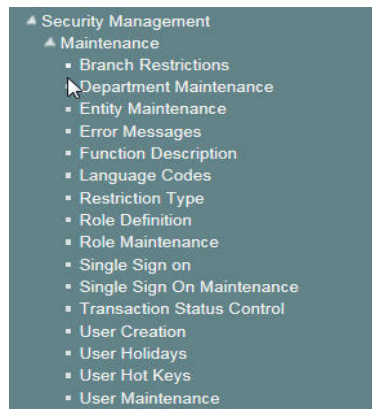 Security Management
Maintenance
Branch Restrictions
Department Maintenance
Entity Maintenance
Error Messages
Function Description
Language Codes
Restriction Type
Role Definition
Role Maintenance
Single Sign on
Single Sign On Maintenance
Transaction Status Control
User Creation
User Holidays
User Hot Keys
User Maintenance